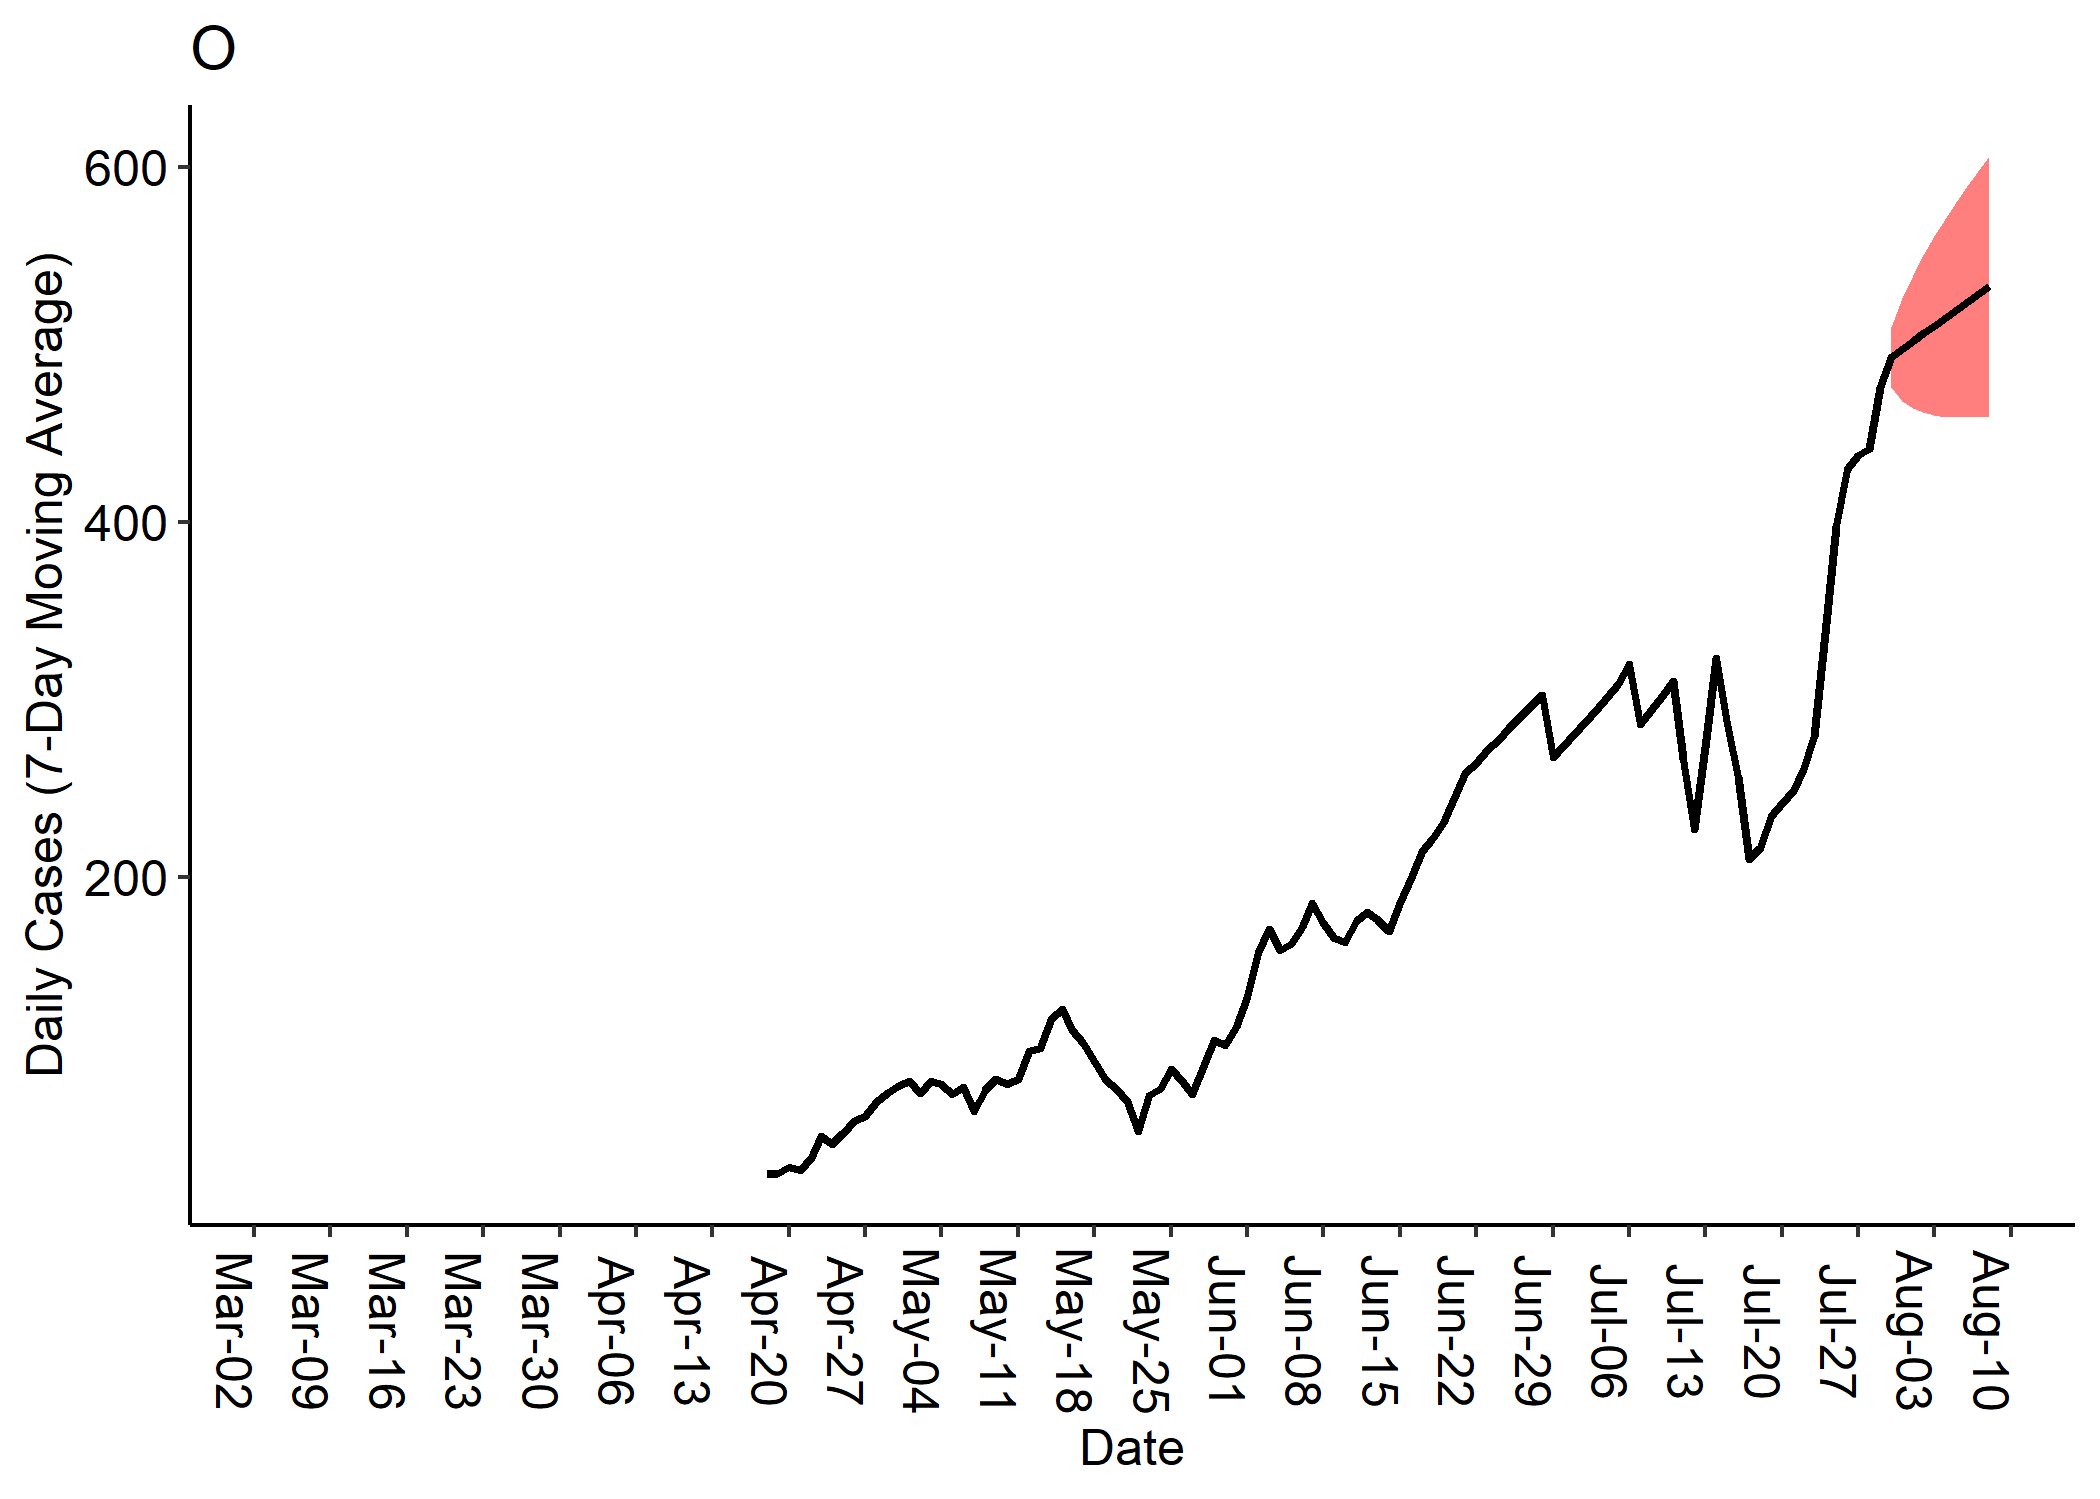 O
Daily Cases (7-Day Moving Average)
600
400
200
Mar-02
Mar-09
Mar-16
Mar-23
Mar-30
Apr-06
Apr-13
Apr-20
Apr-27
May-04
May-11
May-18
May-25
Jun-01
Jun-08
Jun-15
Jun-22
Jun-29
Jul-06
Jul-13
Jul-20
Jul-27
Aug-03
Aug-10
Date